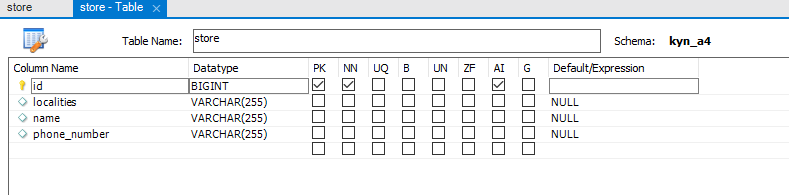 store store - Table ×
Table Name: store Schema: kyn_a4
Column Name Datatype PK NN UQ B UN ZF AI G Default/Expression
id BIGINT
localities VARCHAR(255) NULL
name VARCHAR(255) NULL
phone_number VARCHAR(255) NULL